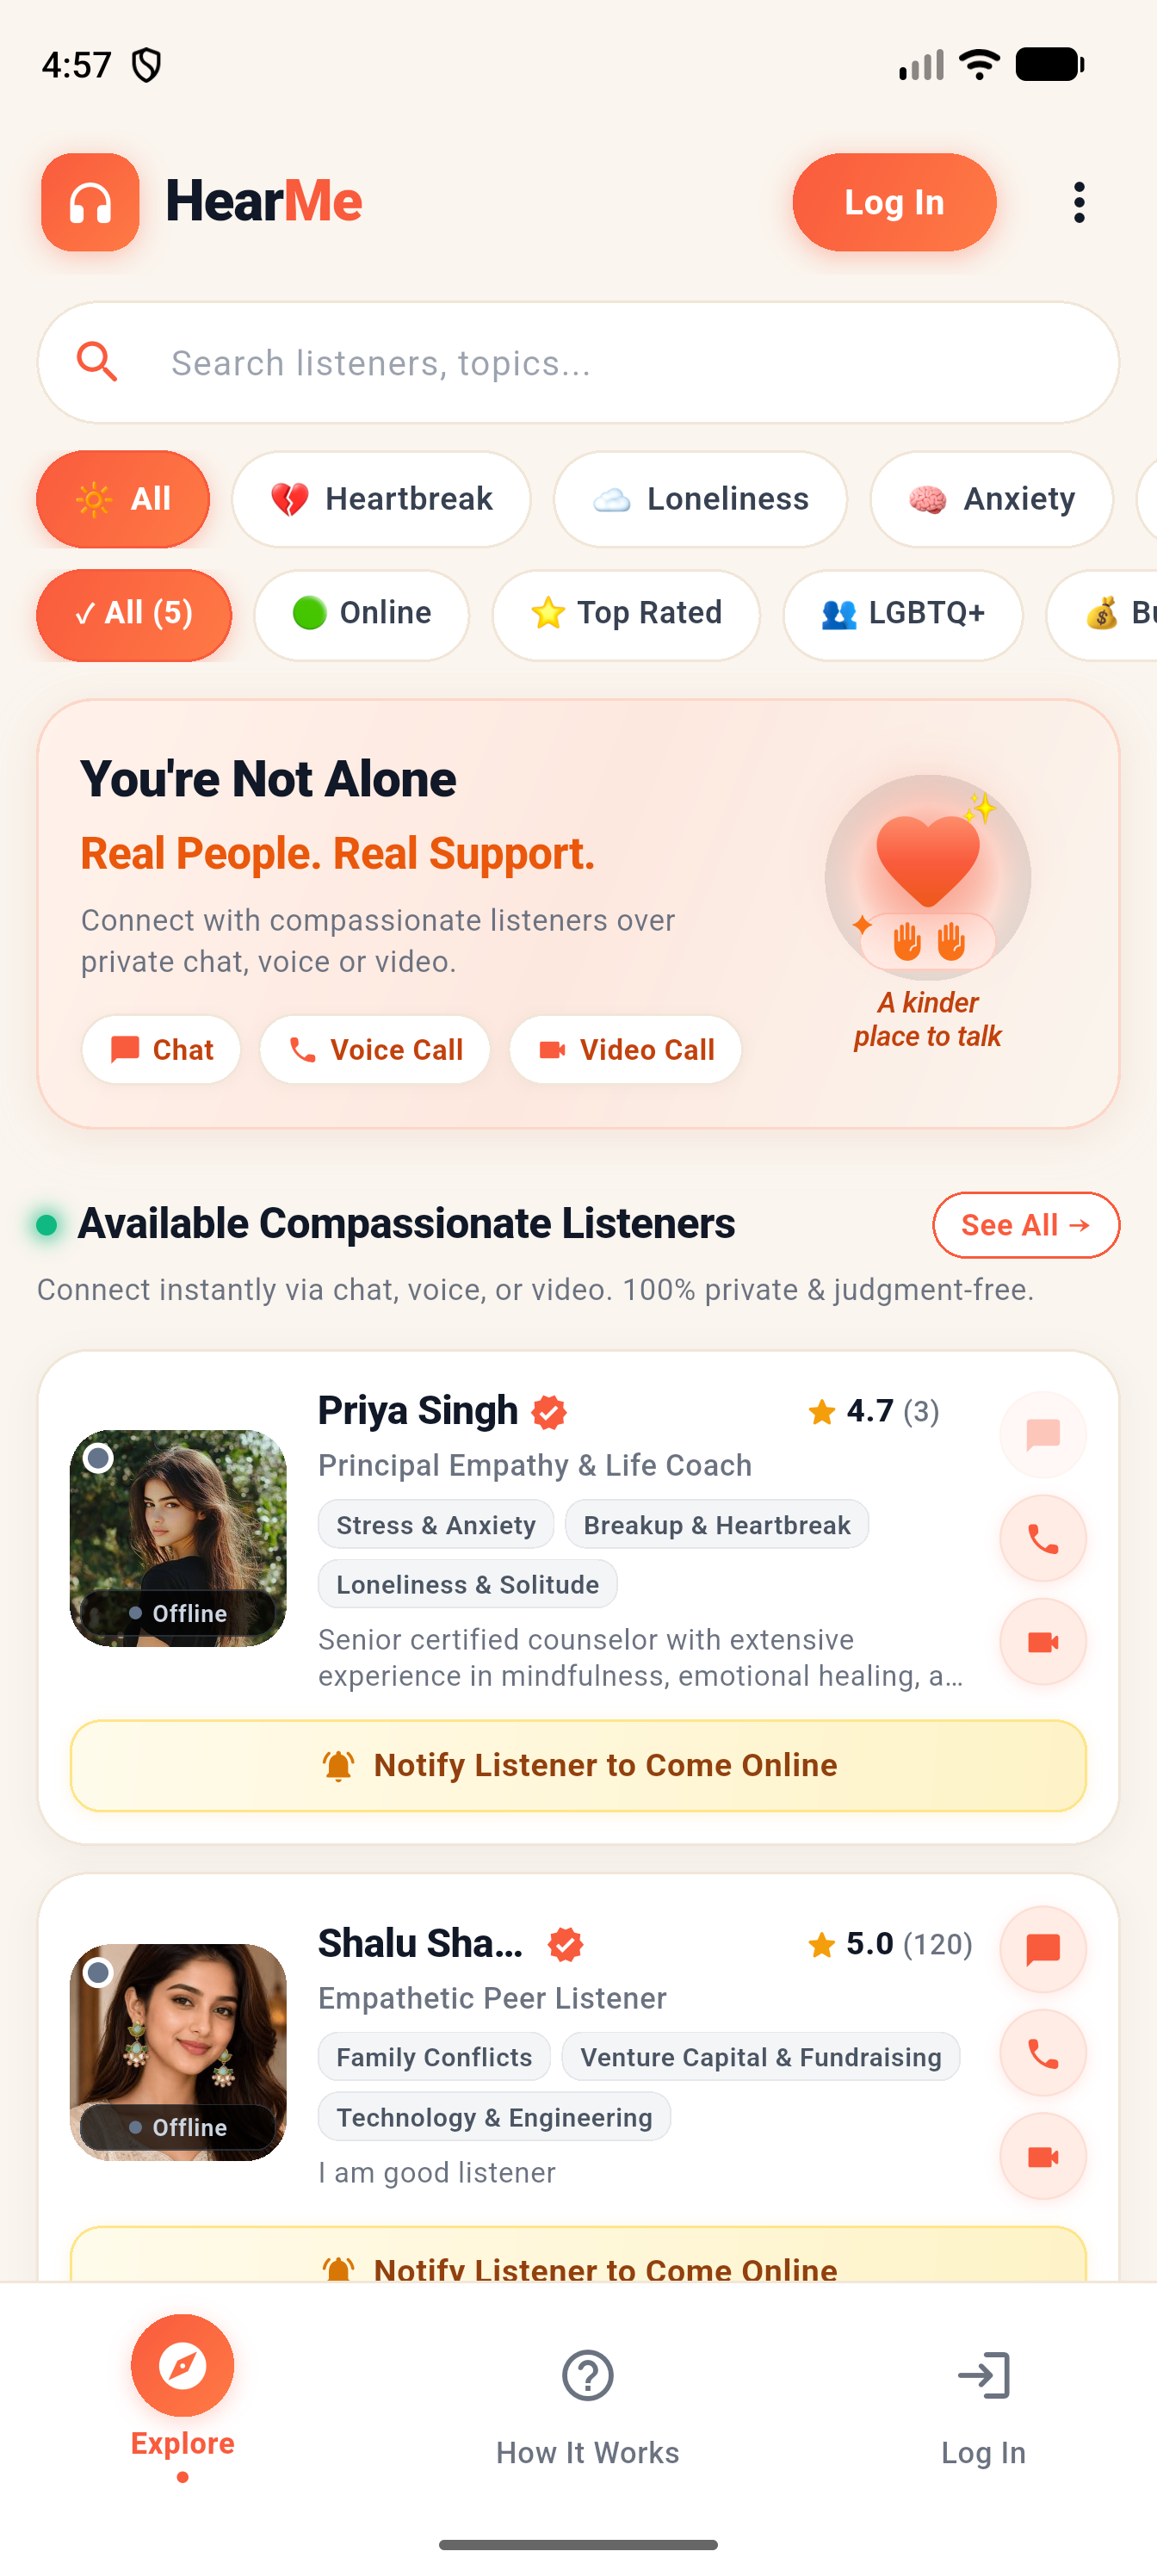 4:57
HearMe
Log In
Search listeners, topics...
All
Heartbreak
Loneliness
Anxiety
✓ All (5)
Online
Top Rated
LGBTQ+
You're Not Alone
Real People. Real Support.
Connect with compassionate listeners over
private chat, voice or video.
Chat
Voice Call
Video Call
A kinder
place to talk
Available Compassionate Listeners
See All →
Connect instantly via chat, voice, or video. 100% private & judgment-free.
Priya Singh
4.7 (3)
Principal Empathy & Life Coach
Stress & Anxiety
Breakup & Heartbreak
Loneliness & Solitude
Offline
Senior certified counselor with extensive
experience in mindfulness, emotional healing, a...
Notify Listener to Come Online
Shalu Sha...
5.0 (120)
Empathetic Peer Listener
Family Conflicts
Venture Capital & Fundraising
Technology & Engineering
Offline
I am good listener
Notify Listener to Come Online
Explore
How It Works
Log In